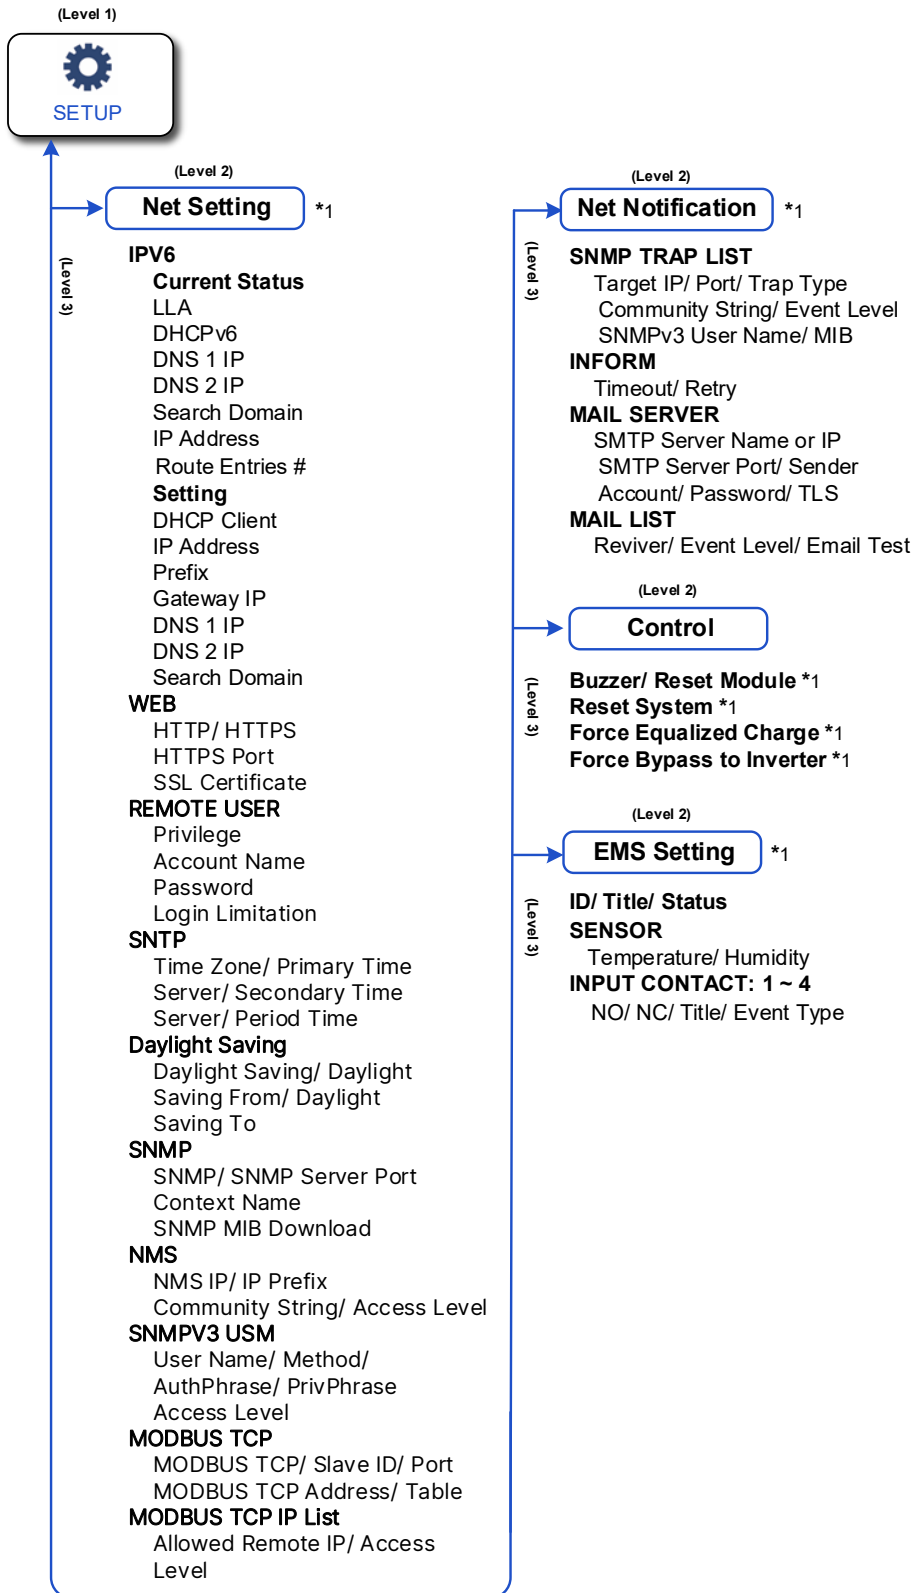 (Level 1)
SETUP
(Level 2)
Net Setting *1
(Level 3)
IPV6
Current Status
LLA
DHCPv6
DNS 1 IP
DNS 2 IP
Search Domain
IP Address
Route Entries #
Setting
DHCP Client
IP Address
Prefix
Gateway IP
DNS 1 IP
DNS 2 IP
Search Domain
WEB
HTTP/ HTTPS
HTTPS Port
SSL Certificate
REMOTE USER
Privilege
Account Name
Password
Login Limitation
SNTP
Time Zone/ Primary Time
Server/ Secondary Time
Server/ Period Time
Daylight Saving
Daylight Saving/ Daylight
Saving From/ Daylight
Saving To
SNMP
SNMP/ SNMP Server Port
Context Name
SNMP MIB Download
NMS
NMS IP/ IP Prefix
Community String/ Access Level
SNMPV3 USM
User Name/ Method/
AuthPhrase/ PrivPhrase
Access Level
MODBUS TCP
MODBUS TCP/ Slave ID/ Port
MODBUS TCP Address/ Table
MODBUS TCP IP List
Allowed Remote IP/ Access
Level
(Level 2)
Net Notification *1
(Level 3)
SNMP TRAP LIST
Target IP/ Port/ Trap Type
Community String/ Event Level
SNMPv3 User Name/ MIB
INFORM
Timeout/ Retry
MAIL SERVER
SMTP Server Name or IP
SMTP Server Port/ Sender
Account/ Password/ TLS
MAIL LIST
Reviver/ Event Level/ Email Test
(Level 2)
Control
(Level 3)
Buzzer/ Reset Module *1
Reset System *1
Force Equalized Charge *1
Force Bypass to Inverter *1
(Level 2)
EMS Setting *1
(Level 3)
ID/ Title/ Status
SENSOR
Temperature/ Humidity
INPUT CONTACT: 1 ~ 4
NO/ NC/ Title/ Event Type